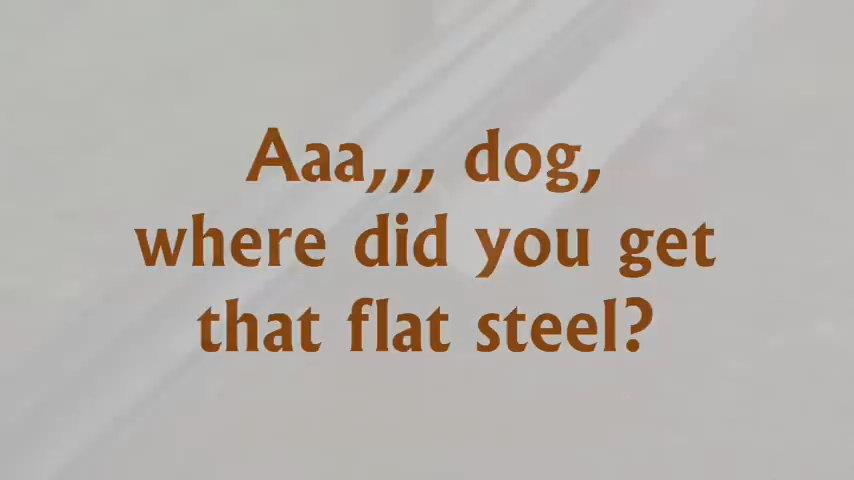 Aaa,,, dog,
where did you get
that flat steel?